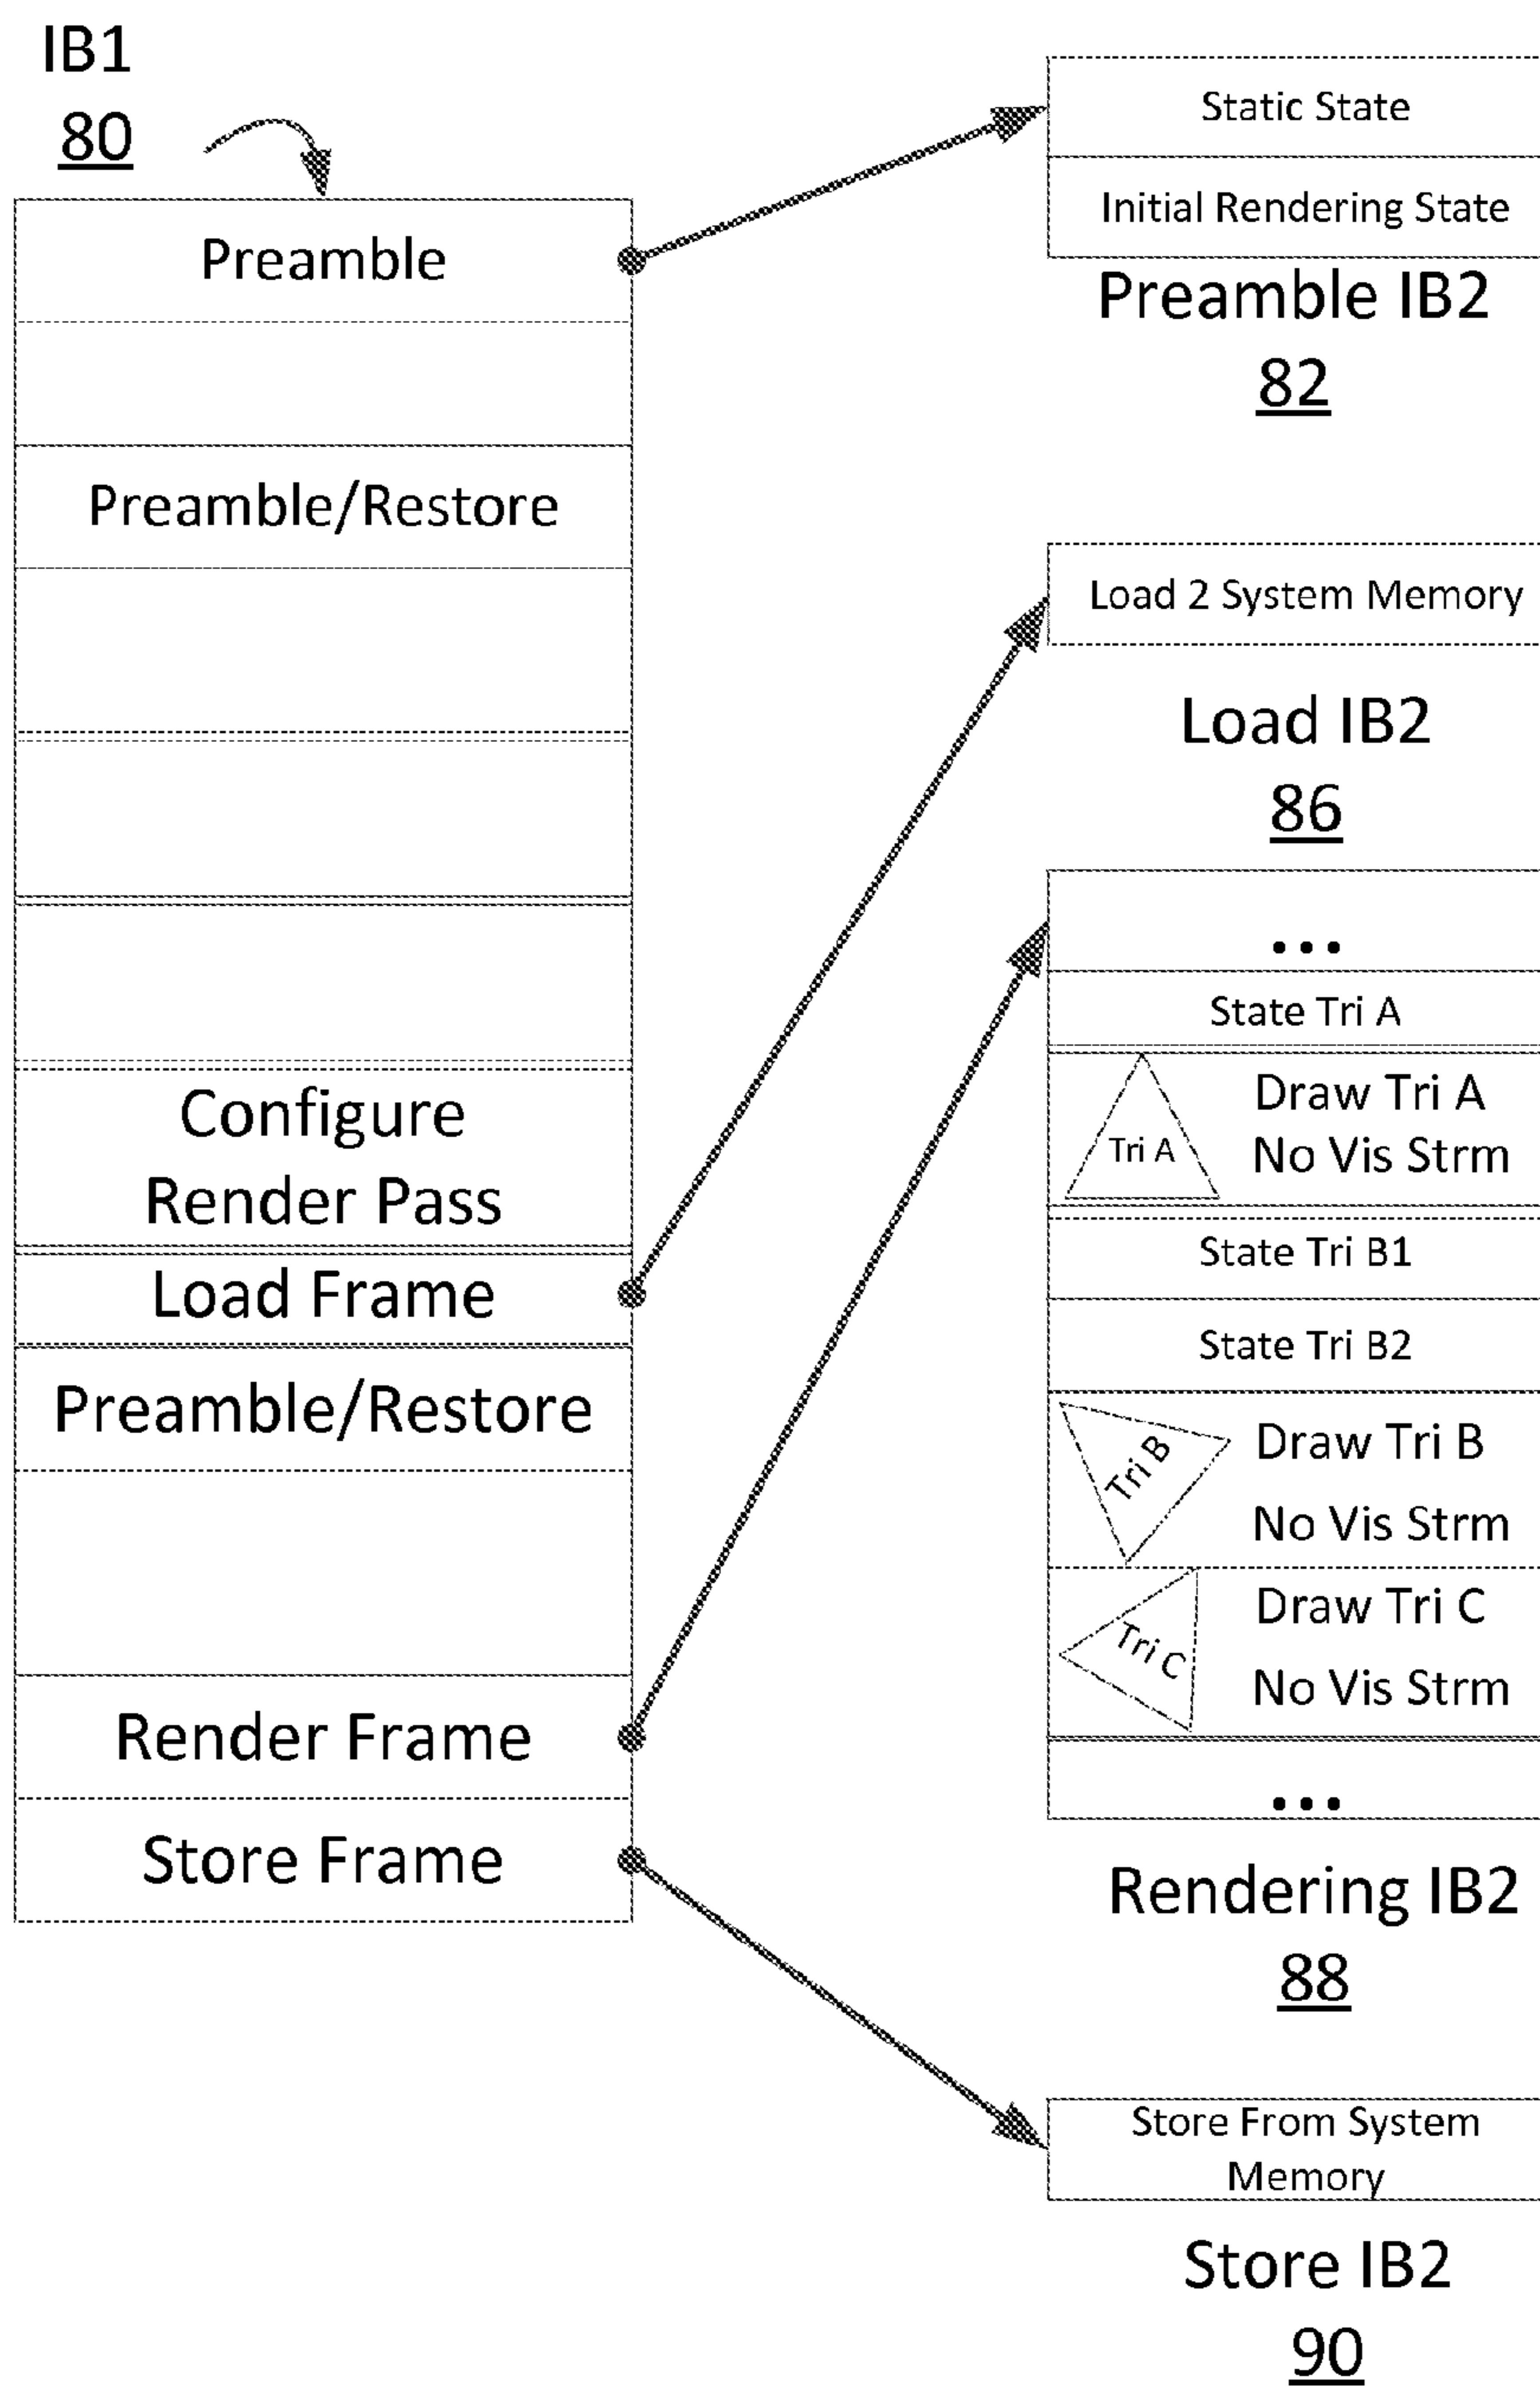 IB1
80
Preamble
Preamble/Restore
Configure
Render Pass
Load Frame
Preamble/Restore
Render Frame
Store Frame
Static State
Initial Rendering State
Preamble IB2
82
Load 2 System Memory
Load IB2
86
...
State Tri A
Tri A
Draw Tri A
No Vis Strm
State Tri B1
State Tri B2
Tri B
Draw Tri B
No Vis Strm
Tri C
Draw Tri C
No Vis Strm
...
Rendering IB2
88
Store From System
Memory
Store IB2
90